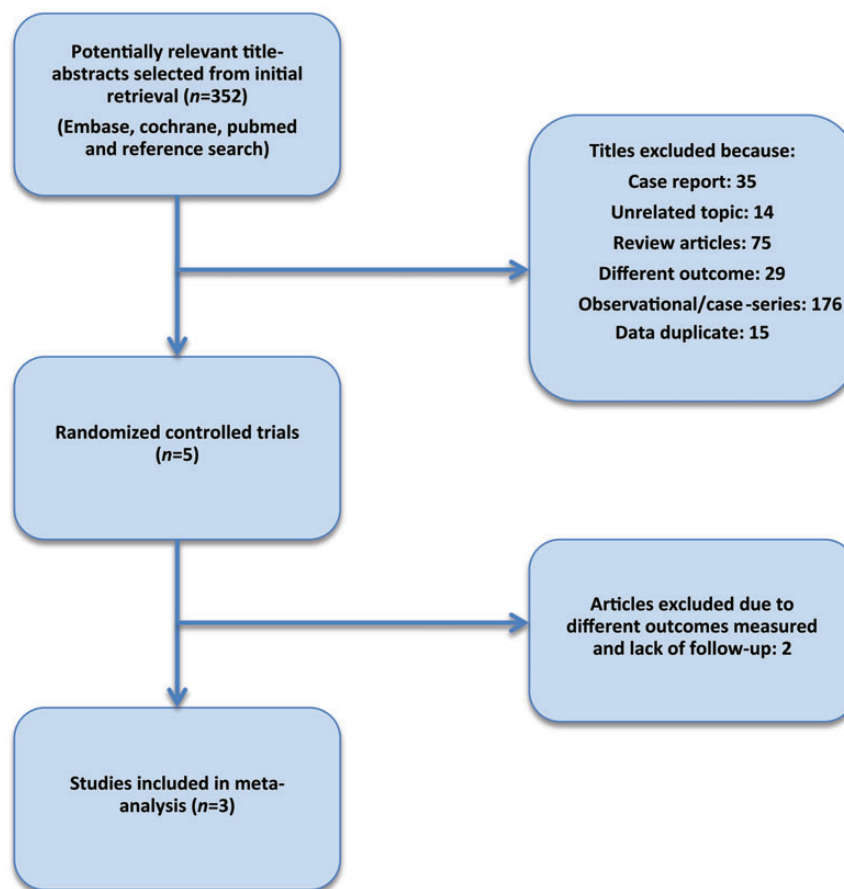 Potentially relevant title-
abstracts selected from initial
retrieval (n=352)
(Embase, cochrane, pubmed
and reference search)
Titles excluded because:
Case report: 35
Unrelated topic: 14
Review articles: 75
Different outcome: 29
Observational/case-series: 176
Data duplicate: 15
Randomized controlled trials
(n=5)
Articles excluded due to
different outcomes measured
and lack of follow-up: 2
Studies included in meta-
analysis (n=3)